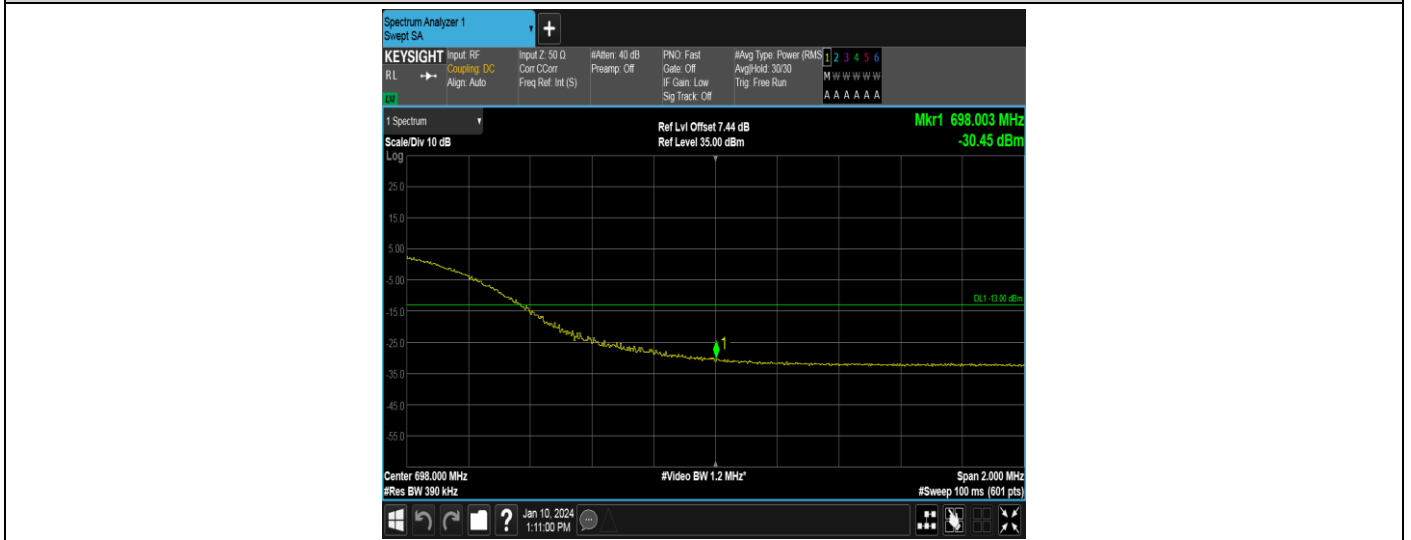 Spectrum Analyzer 1
Swept SA
+
KEYSIGHT
RL
Input: RF
Coupling: DC
Align: Auto
Input Z: 50 Ω
Corr CCorr
Freq Ref: Int (S)
#Atten: 40 dB
Preamp: Off
PNO: Fast
Gate: Off
IF Gain: Low
Sig Track: Off
#Avg Type: Power (RMS
Avg|Hold: 30/30
Trig: Free Run
1 2 3 4 5 6
M W W W W W
A A A A A A
1 Spectrum
Scale/Div 10 dB
Log
Ref Lvl Offset 7.44 dB
Ref Level 35.00 dBm
Mkr1 698.003 MHz
-30.45 dBm
25.0
15.0
5.00
-5.00
DL1 -13.00 dBm
-15.0
-25.0
1
-35.0
-45.0
-55.0
Center 698.000 MHz
#Video BW 1.2 MHz*
Span 2.000 MHz
#Res BW 390 kHz
#Sweep 100 ms (601 pts)
?
Jan 10, 2024
1:11:00 PM